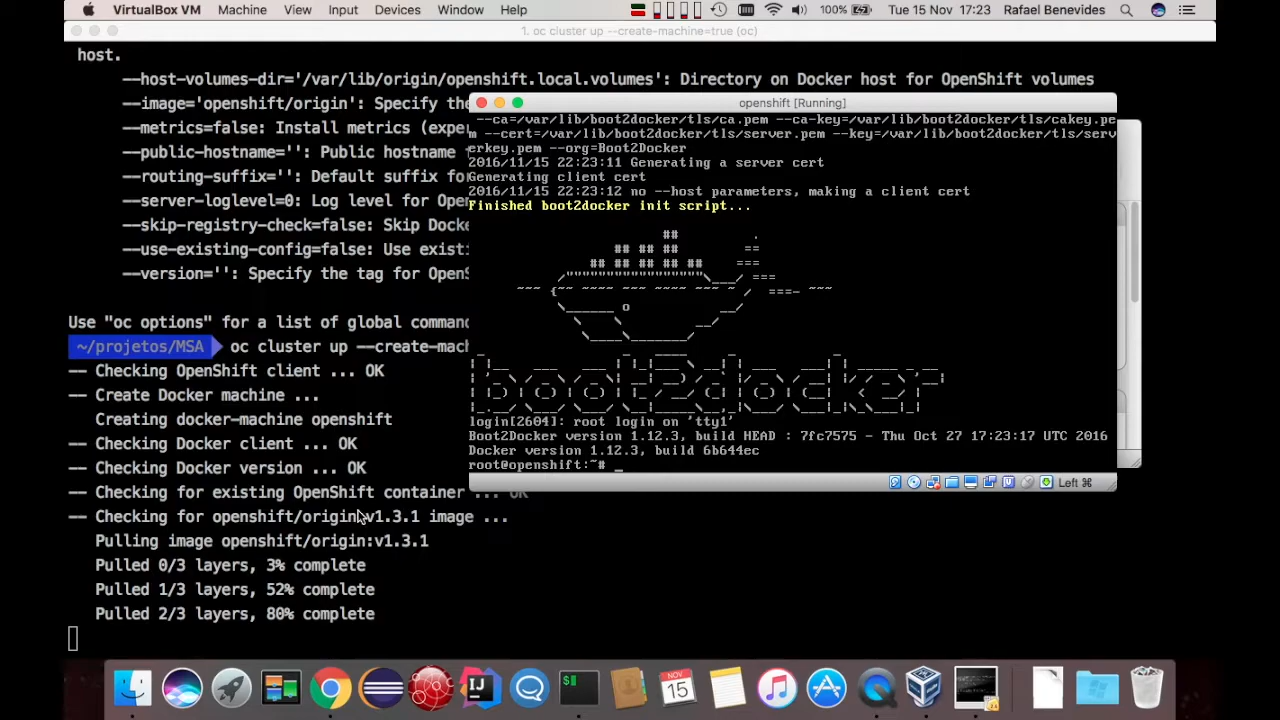 VirtualBox VM Machine View Input Devices Window Help 100% Tue 15 Nov 17:23 Rafael Benevides
1. oc cluster up --create-machine=true (oc)
host.
--host-volumes-dir='/var/lib/origin/openshift.local.volumes': Directory on Docker host for OpenShift volumes
--image='openshift/origin': Specify the
--metrics=false: Install metrics (exper
--public-hostname='': Public hostname
--routing-suffix='': Default suffix fo
--server-loglevel=0: Log level for Ope
--skip-registry-check=false: Skip Docke
--use-existing-config=false: Use exist
--version='': Specify the tag for OpenS
Use "oc options" for a list of global comman
~/projetos/MSA oc cluster up --create-mach
-- Checking OpenShift client ... OK
-- Create Docker machine ...
Creating docker-machine openshift
-- Checking Docker client ... OK
-- Checking Docker version ... OK
-- Checking for existing OpenShift container ... OK
-- Checking for openshift/origin:v1.3.1 image ...
Pulling image openshift/origin:v1.3.1
Pulled 0/3 layers, 3% complete
Pulled 1/3 layers, 52% complete
Pulled 2/3 layers, 80% complete
openshift [Running]
--ca=/var/lib/boot2docker/tls/ca.pem --ca-key=/var/lib/boot2docker/tls/cakey.pe
m --cert=/var/lib/boot2docker/tls/server.pem --key=/var/lib/boot2docker/tls/serv
erkey.pem --org=Boot2Docker
2016/11/15 22:23:11 Generating a server cert
Generating client cert
2016/11/15 22:23:12 no --host parameters, making a client cert
Finished boot2docker init script...
boot2docker
login[2604]: root login on 'tty1'
Boot2Docker version 1.12.3, build HEAD : 7fc7575 - Thu Oct 27 17:23:17 UTC 2016
Docker version 1.12.3, build 6b644ec
root@openshift:~# _
Left ⌘
NOV
15